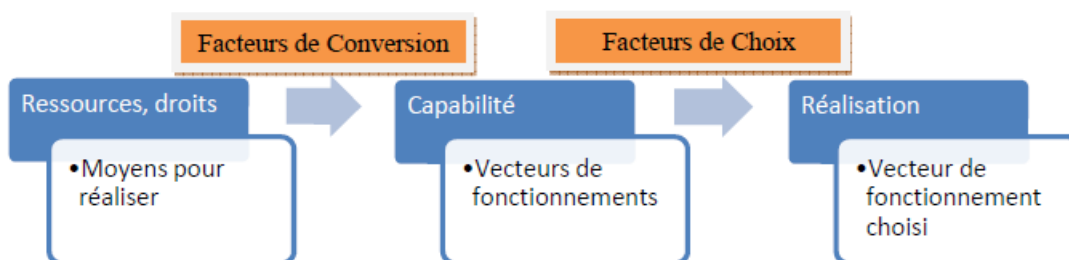 Facteurs de Conversion
Facteurs de Choix
Ressources, droits
•Moyens pour
réaliser
Capabilité
•Vecteurs de
fonctionnements
Réalisation
•Vecteur de
fonctionnement
choisi